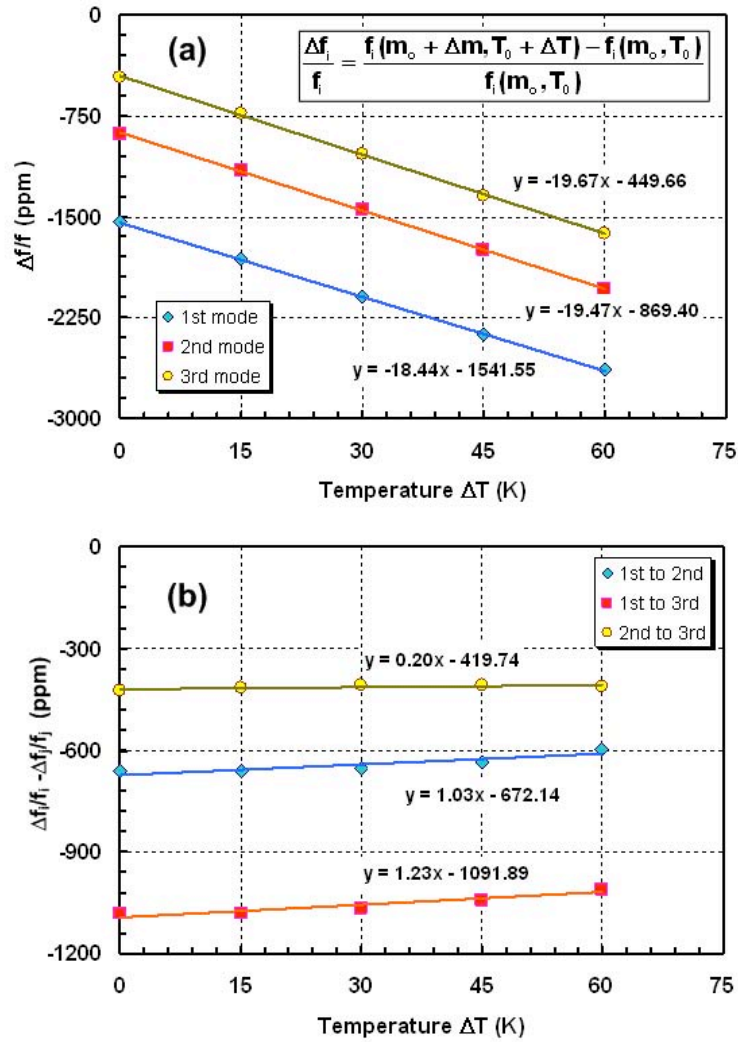 (a)
Δfᵢ/fᵢ = (fᵢ(mₒ + Δm, T₀ + ΔT) – fᵢ(mₒ, T₀))/fᵢ(mₒ, T₀)
0
-750
-1500
-2250
-3000
Δf/f (ppm)
y = -19.67x - 449.66
y = -19.47x - 869.40
y = -18.44x - 1541.55
1st mode
2nd mode
3rd mode
0 15 30 45 60 75
Temperature ΔT (K)
(b)
0
-300
-600
-900
-1200
Δfᵢ/fᵢ -Δfⱼ/fⱼ (ppm)
1st to 2nd
1st to 3rd
2nd to 3rd
y = 0.20x - 419.74
y = 1.03x - 672.14
y = 1.23x - 1091.89
0 15 30 45 60 75
Temperature ΔT (K)